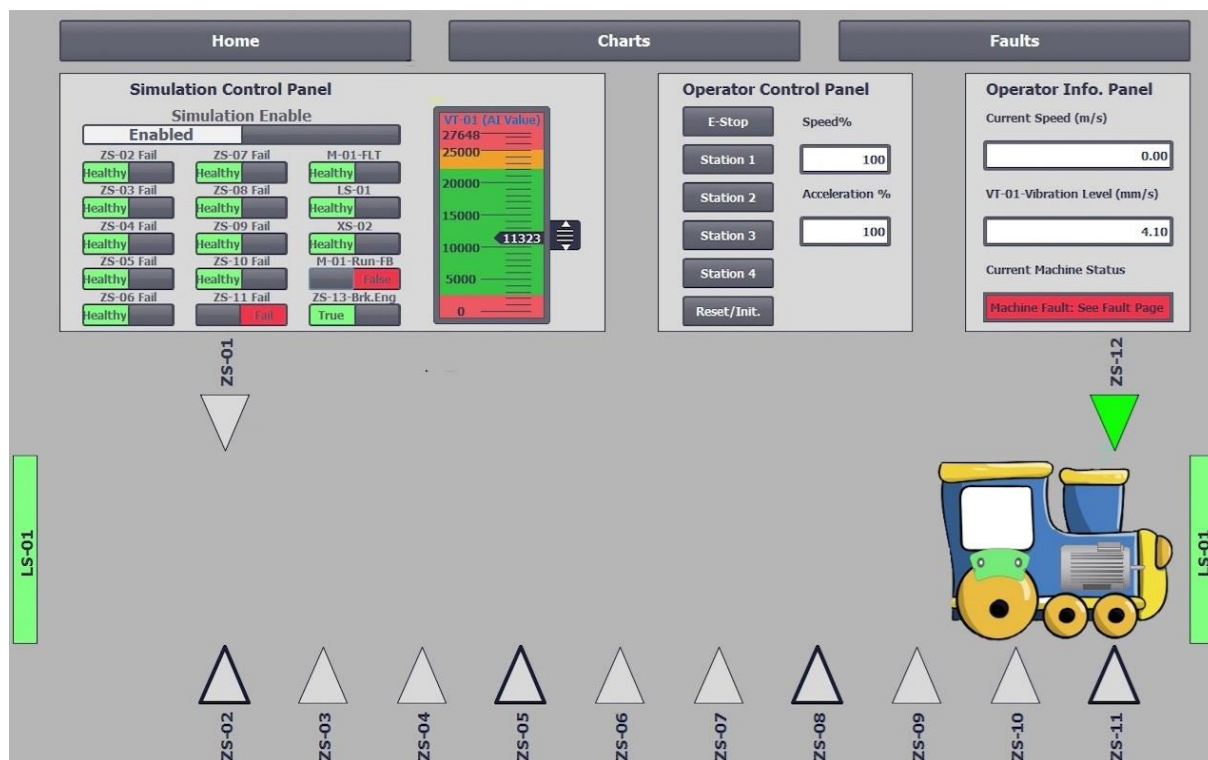 Home Charts Faults
Simulation Control Panel
Simulation Enable
Enabled
ZS-02 Fail ZS-07 Fail M-01-FLT
Healthy Healthy Healthy
ZS-03 Fail ZS-08 Fail LS-01
Healthy Healthy Healthy
ZS-04 Fail ZS-09 Fail XS-02
Healthy Healthy Healthy
ZS-05 Fail ZS-10 Fail M-01-Run-FB
Healthy Healthy False
ZS-06 Fail ZS-11 Fail ZS-13-Brk.Eng
Healthy Fail True
VT-01 (AI Value)
27648
25000
20000
15000
11323
10000
5000
0
Operator Control Panel
E-Stop Speed%
Station 1 100
Station 2 Acceleration %
Station 3 100
Station 4
Reset/Init.
Operator Info. Panel
Current Speed (m/s)
0.00
VT-01-Vibration Level (mm/s)
4.10
Current Machine Status
Machine Fault: See Fault Page
ZS-01
ZS-12
LS-01
LS-01
ZS-02
ZS-03
ZS-04
ZS-05
ZS-06
ZS-07
ZS-08
ZS-09
ZS-10
ZS-11